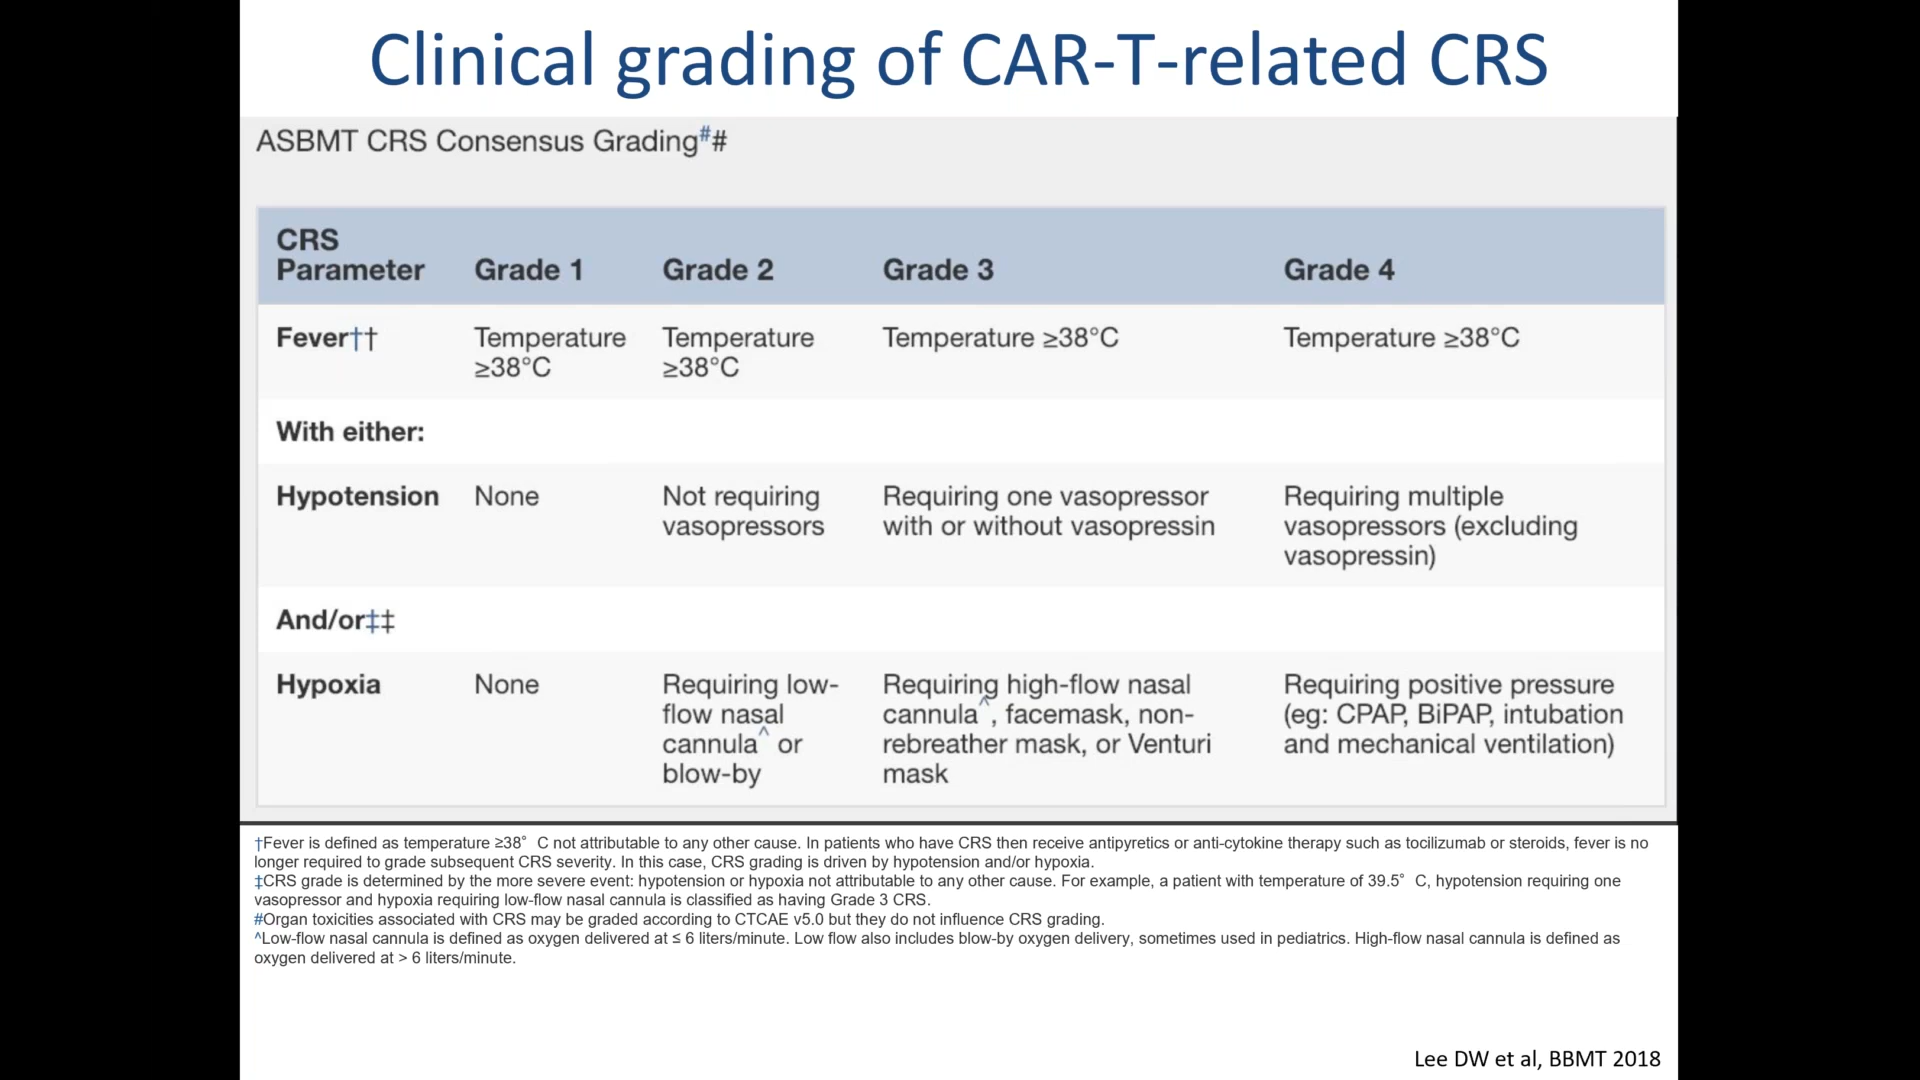 Clinical grading of CAR-T-related CRS
ASBMT CRS Consensus Grading##
CRS Parameter Grade 1 Grade 2 Grade 3 Grade 4
Fever†† Temperature ≥38°C Temperature ≥38°C Temperature ≥38°C Temperature ≥38°C
With either:
Hypotension None Not requiring vasopressors Requiring one vasopressor with or without vasopressin Requiring multiple vasopressors (excluding vasopressin)
And/or‡‡
Hypoxia None Requiring low-flow nasal cannula^ or blow-by Requiring high-flow nasal cannula^, facemask, non-rebreather mask, or Venturi mask Requiring positive pressure (eg: CPAP, BiPAP, intubation and mechanical ventilation)
†Fever is defined as temperature ≥38° C not attributable to any other cause. In patients who have CRS then receive antipyretics or anti-cytokine therapy such as tocilizumab or steroids, fever is no
longer required to grade subsequent CRS severity. In this case, CRS grading is driven by hypotension and/or hypoxia.
‡CRS grade is determined by the more severe event: hypotension or hypoxia not attributable to any other cause. For example, a patient with temperature of 39.5° C, hypotension requiring one
vasopressor and hypoxia requiring low-flow nasal cannula is classified as having Grade 3 CRS.
#Organ toxicities associated with CRS may be graded according to CTCAE v5.0 but they do not influence CRS grading.
^Low-flow nasal cannula is defined as oxygen delivered at ≤ 6 liters/minute. Low flow also includes blow-by oxygen delivery, sometimes used in pediatrics. High-flow nasal cannula is defined as
oxygen delivered at > 6 liters/minute.
Lee DW et al, BBMT 2018